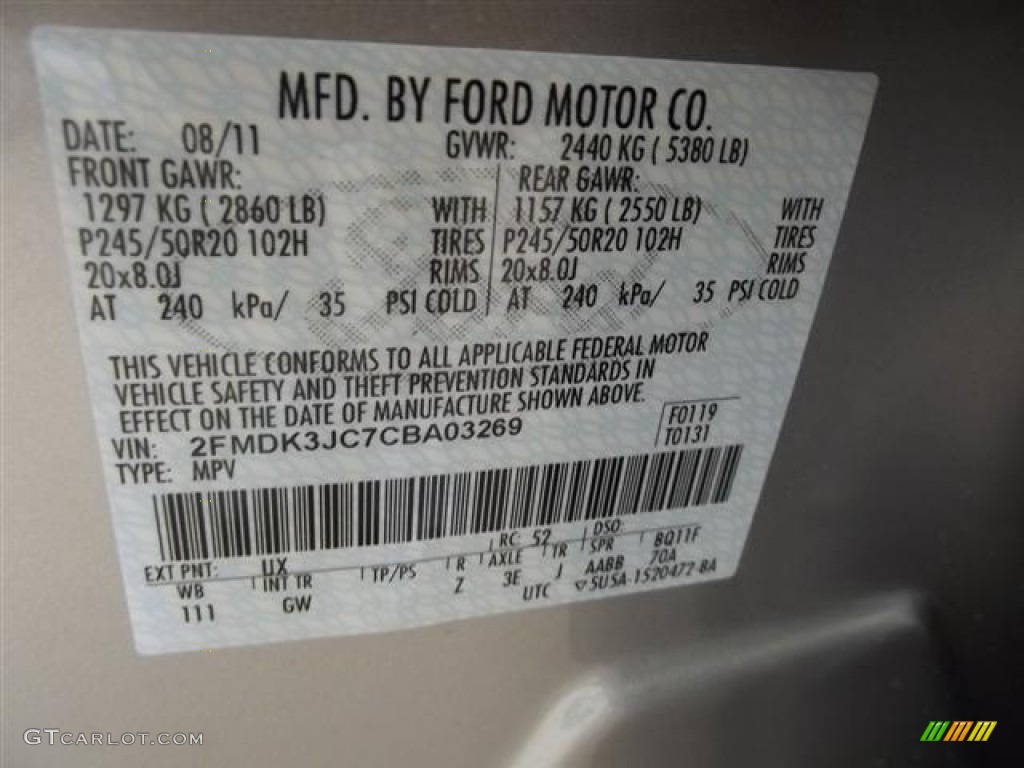 MFD. BY FORD MOTOR CO.
DATE: 08/11 GVWR: 2440 KG ( 5380 LB)
FRONT GAWR: REAR GAWR:
1297 KG ( 2860 LB) WITH 1157 KG ( 2550 LB) WITH
P245/50R20 102H TIRES P245/50R20 102H TIRES
20x8.0J RIMS 20x8.0J RIMS
AT 240 kPa/ 35 PSI COLD AT 240 kPa/ 35 PSI COLD
THIS VEHICLE CONFORMS TO ALL APPLICABLE FEDERAL MOTOR
VEHICLE SAFETY AND THEFT PREVENTION STANDARDS IN
EFFECT ON THE DATE OF MANUFACTURE SHOWN ABOVE.
VIN: 2FMDK3JC7CBA03269 F0119
TYPE: MPV T0131
EXT PNT: UX RC: 52 DSO:
WB INT TR TP/PS R AXLE TR SPR BQ11F
111 GW Z 3E J AABB 70A
UTC ▽5U5A-1520472-BA
GTCARLOT.COM